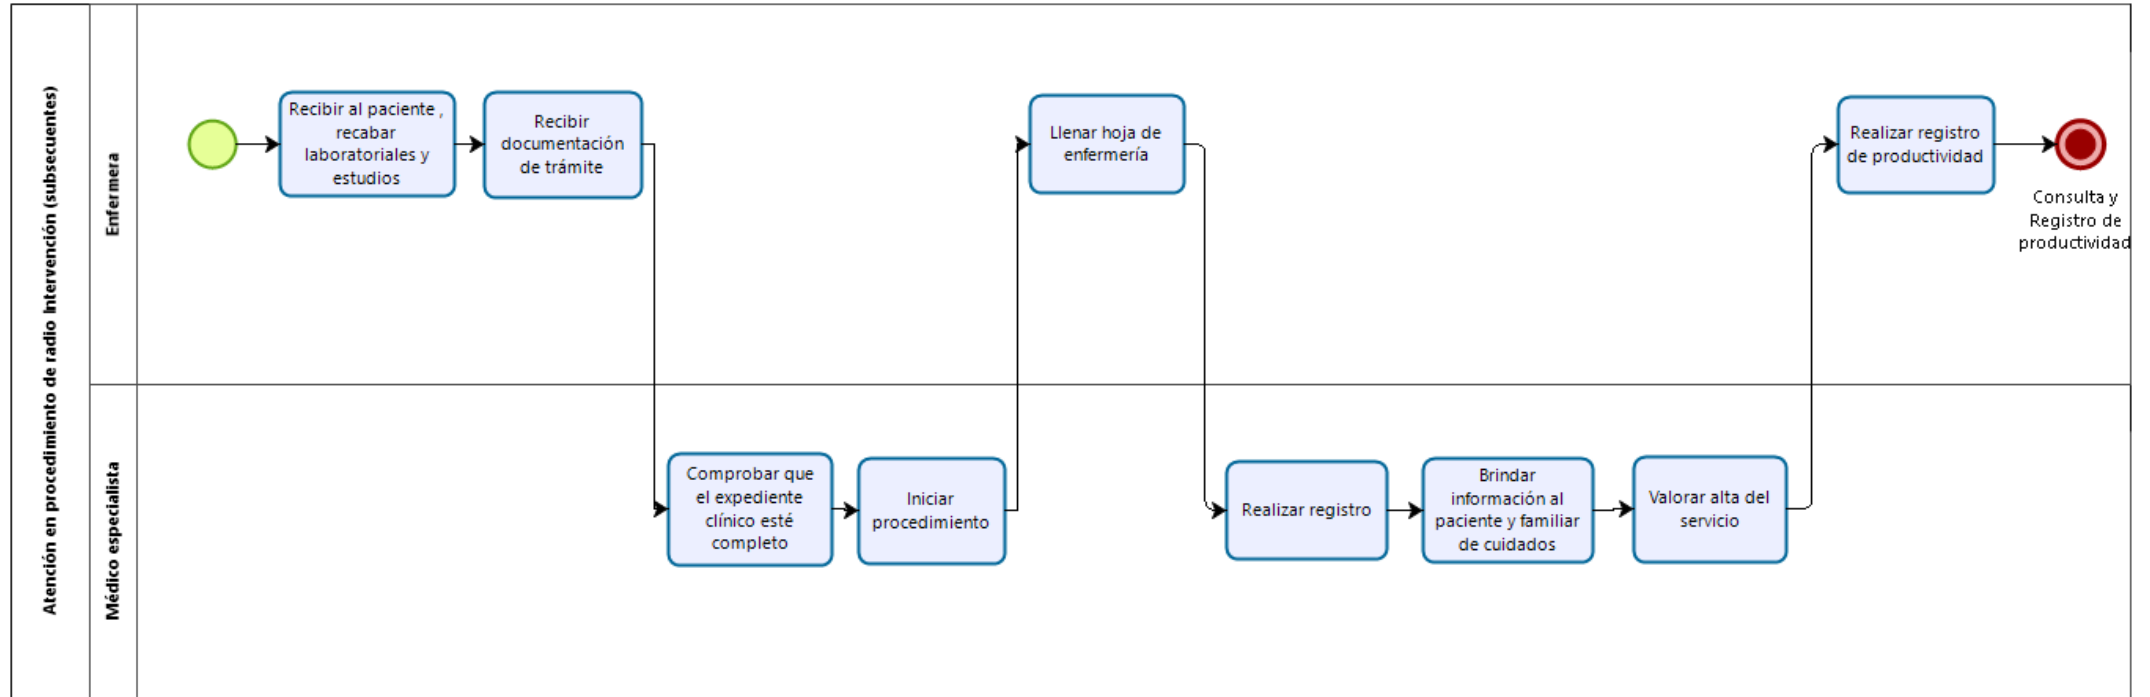 Atención en procedimiento de radio Intervención (subsecuentes)
Enfermera
Recibir al paciente ,
recabar
laboratoriales y
estudios
Recibir
documentación
de trámite
Llenar hoja de
enfermería
Realizar registro
de productividad
Consulta y
Registro de
productividad
Médico especialista
Comprobar que
el expediente
clínico esté
completo
Iniciar
procedimiento
Realizar registro
Brindar
información al
paciente y familiar
de cuidados
Valorar alta del
servicio